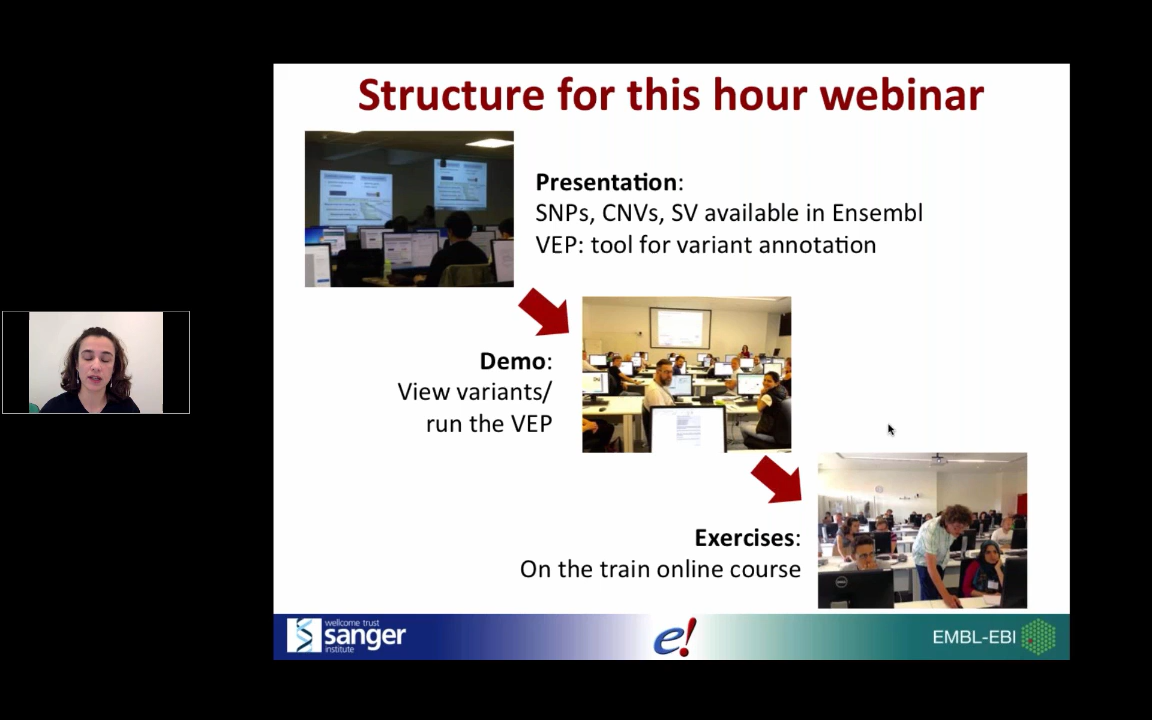 Structure for this hour webinar
Presentation:
SNPs, CNVs, SV available in Ensembl
VEP: tool for variant annotation
Demo:
View variants/
run the VEP
Exercises:
On the train online course
wellcome trust
sanger
institute
e!
EMBL-EBI